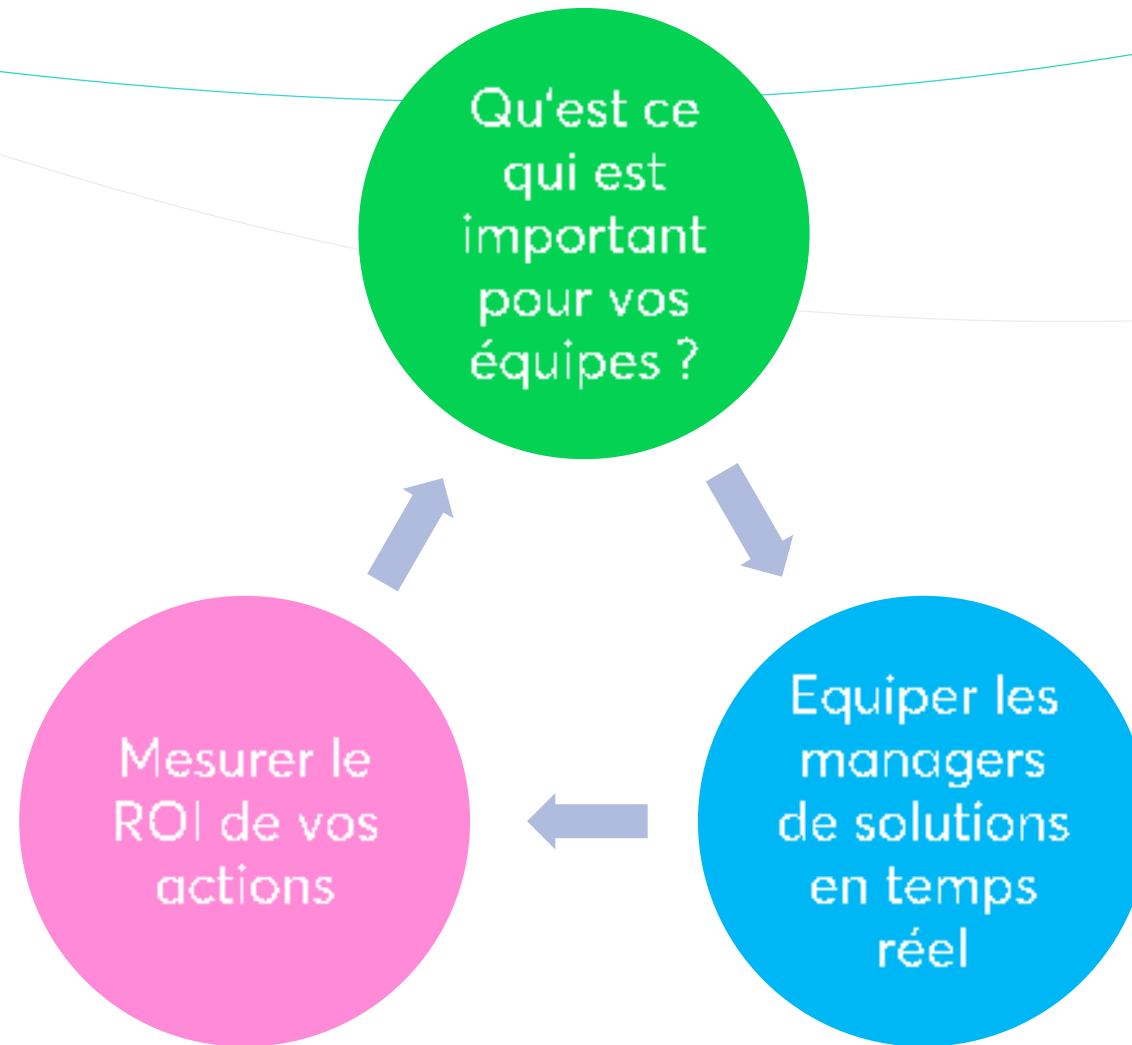 Qu'est ce
qui est
important
pour vos
équipes ?
Equiper les
managers
de solutions
en temps
réel
Mesurer le
ROI de vos
actions